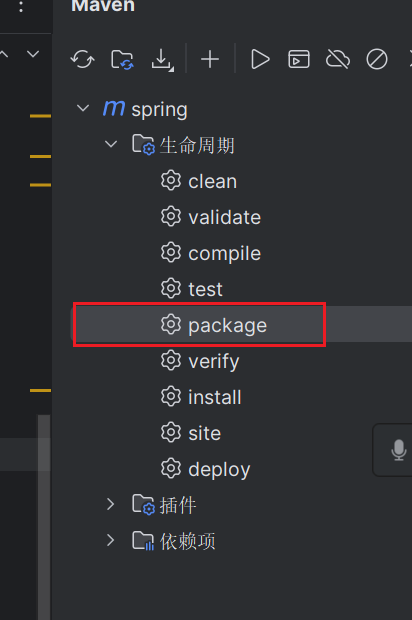 Maven
spring
生命周期
clean
validate
compile
test
package
verify
install
site
deploy
插件
依赖项